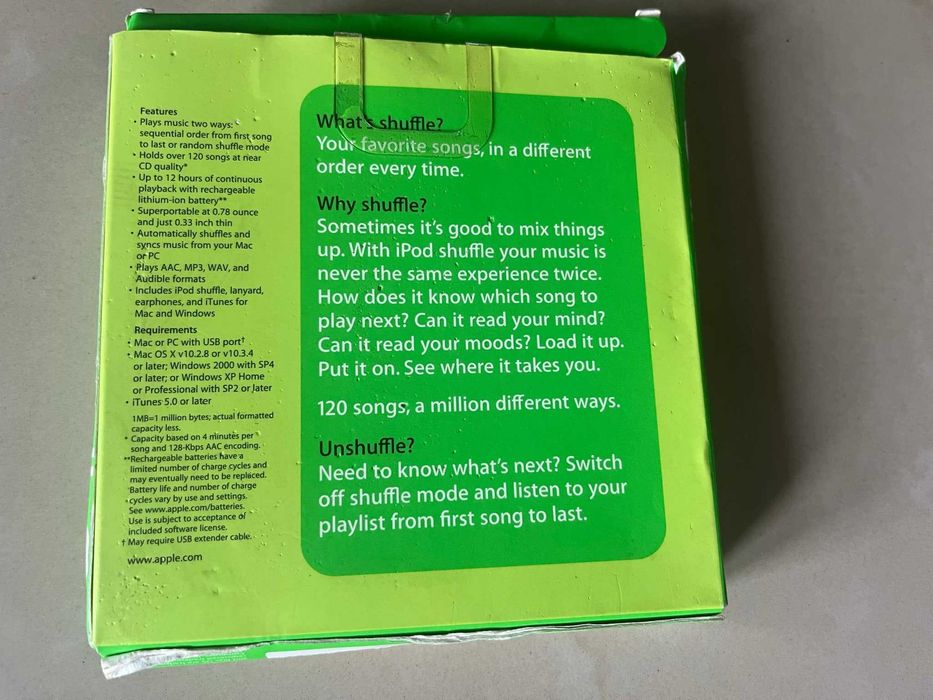 Features
• Plays music two ways:
sequential order from first song
to last or random shuffle mode
• Holds over 120 songs at near
CD quality*
• Up to 12 hours of continuous
playback with rechargeable
lithium-ion battery**
• Superportable at 0.78 ounce
and just 0.33 inch thin
• Automatically shuffles and
syncs music from your Mac
or PC
• Plays AAC, MP3, WAV, and
Audible formats
• Includes iPod shuffle, lanyard,
earphones, and iTunes for
Mac and Windows
Requirements
• Mac or PC with USB port†
• Mac OS X v10.2.8 or v10.3.4
or later; Windows 2000 with SP4
or later; or Windows XP Home
or Professional with SP2 or later
• iTunes 5.0 or later
1MB=1 million bytes; actual formatted
capacity less.
* Capacity based on 4 minutes per
song and 128-Kbps AAC encoding.
**Rechargeable batteries have a
limited number of charge cycles and
may eventually need to be replaced.
Battery life and number of charge
cycles vary by use and settings.
See www.apple.com/batteries.
Use is subject to acceptance of
included software license.
† May require USB extender cable.
www.apple.com
What's shuffle?
Your favorite songs, in a different
order every time.
Why shuffle?
Sometimes it's good to mix things
up. With iPod shuffle your music is
never the same experience twice.
How does it know which song to
play next? Can it read your mind?
Can it read your moods? Load it up.
Put it on. See where it takes you.
120 songs, a million different ways.
Unshuffle?
Need to know what's next? Switch
off shuffle mode and listen to your
playlist from first song to last.